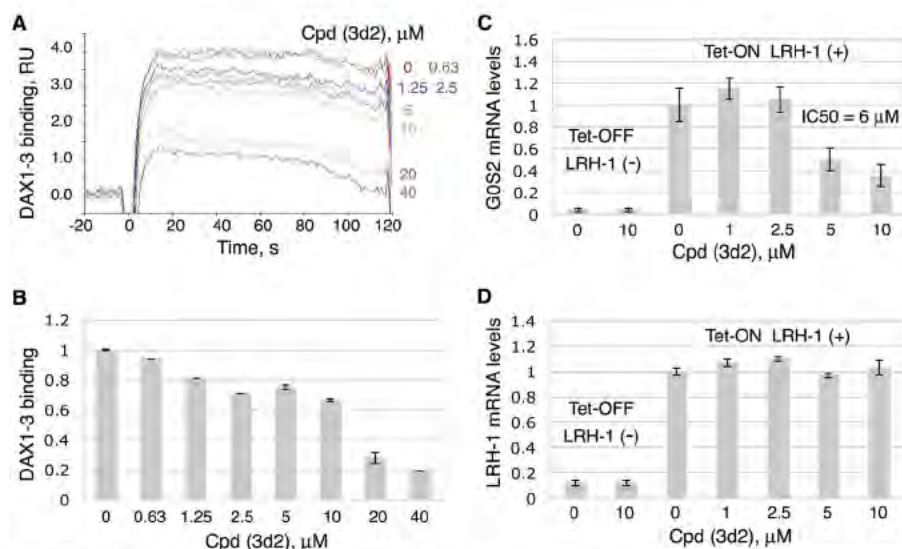 A
Cpd (3d2), μM
DAX1-3 binding, RU
4.0
3.0
2.0
1.0
0.0
0 0.63
1.25 2.5
5
10
20
40
-20 0 20 40 60 80 100 120
Time, s
B
DAX1-3 binding
1.2
1
0.8
0.6
0.4
0.2
0
0 0.63 1.25 2.5 5 10 20 40
Cpd (3d2), μM
C
G0S2 mRNA levels
1.6
1.4
1.2
1
0.8
0.6
0.4
0.2
0
Tet-ON LRH-1 (+)
Tet-OFF
LRH-1 (-)
IC50 = 6 μM
0 10 0 1 2.5 5 10
Cpd (3d2), μM
D
LRH-1 mRNA levels
1.4
1.2
1
0.8
0.6
0.4
0.2
0
Tet-ON LRH-1 (+)
Tet-OFF
LRH-1 (-)
0 10 0 1 2.5 5 10
Cpd (3d2), μM